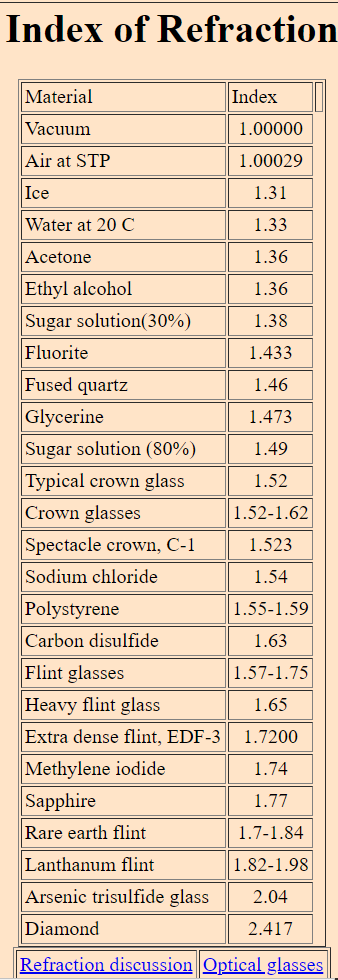 Index of Refraction
Material Index
Vacuum 1.00000
Air at STP 1.00029
Ice 1.31
Water at 20 C 1.33
Acetone 1.36
Ethyl alcohol 1.36
Sugar solution(30%) 1.38
Fluorite 1.433
Fused quartz 1.46
Glycerine 1.473
Sugar solution (80%) 1.49
Typical crown glass 1.52
Crown glasses 1.52-1.62
Spectacle crown, C-1 1.523
Sodium chloride 1.54
Polystyrene 1.55-1.59
Carbon disulfide 1.63
Flint glasses 1.57-1.75
Heavy flint glass 1.65
Extra dense flint, EDF-3 1.7200
Methylene iodide 1.74
Sapphire 1.77
Rare earth flint 1.7-1.84
Lanthanum flint 1.82-1.98
Arsenic trisulfide glass 2.04
Diamond 2.417
Refraction discussion Optical glasses